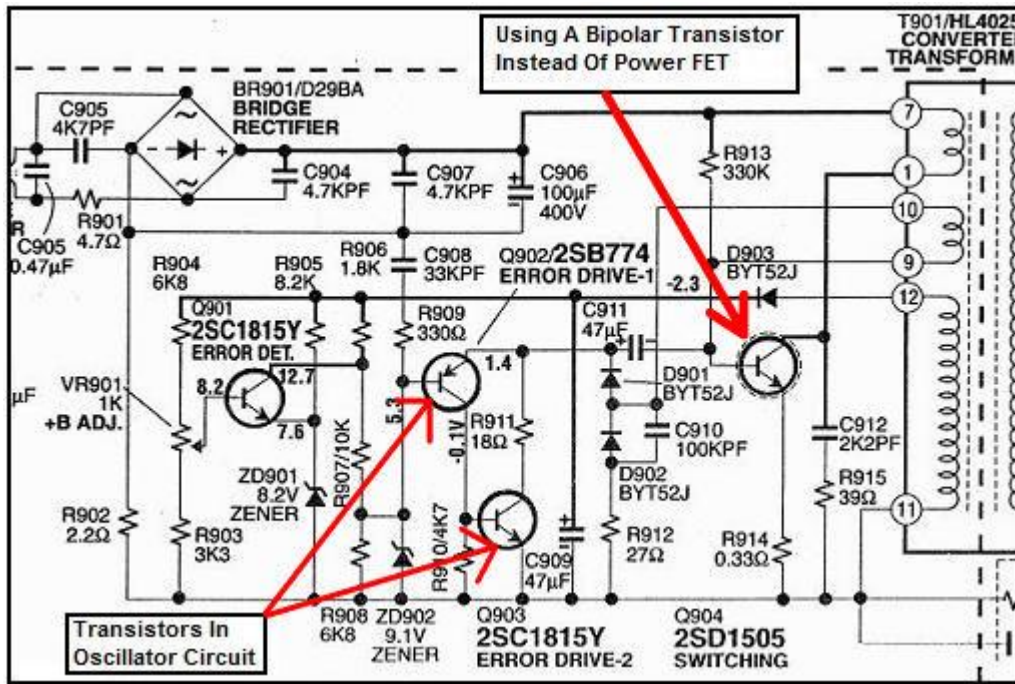 Using A Bipolar Transistor
Instead Of Power FET
T901/HL4025
CONVERTE
TRANSFORM
BR901/D29BA
BRIDGE
RECTIFIER
C905
4K7PF
C904
4.7KPF
C907
4.7KPF
C906
100µF
400V
R913
330K
7
1
10
9
12
11
R
C905
0.47µF
R901
4.7Ω
R906
1.8K
C908
33KPF
Q902/2SB774
ERROR DRIVE-1
D903
BYT52J
-2.3
R904
6K8
R905
8.2K
Q901
2SC1815Y
ERROR DET.
R909
330Ω
C911
47µF
1.4
12.7
8.2
7.6
5.3
-0.1V
µF
VR901
1K
+B ADJ.
R911
18Ω
D901
BYT52J
C910
100KPF
D902
BYT52J
C912
2K2PF
R915
39Ω
ZD901
8.2V
ZENER
R907/10K
R910/4K7
R902
2.2Ω
R903
3K3
R912
27Ω
R914
0.33Ω
C909
47µF
R908
6K8
ZD902
9.1V
ZENER
Q903
2SC1815Y
ERROR DRIVE-2
Q904
2SD1505
SWITCHING
Transistors In
Oscillator Circuit